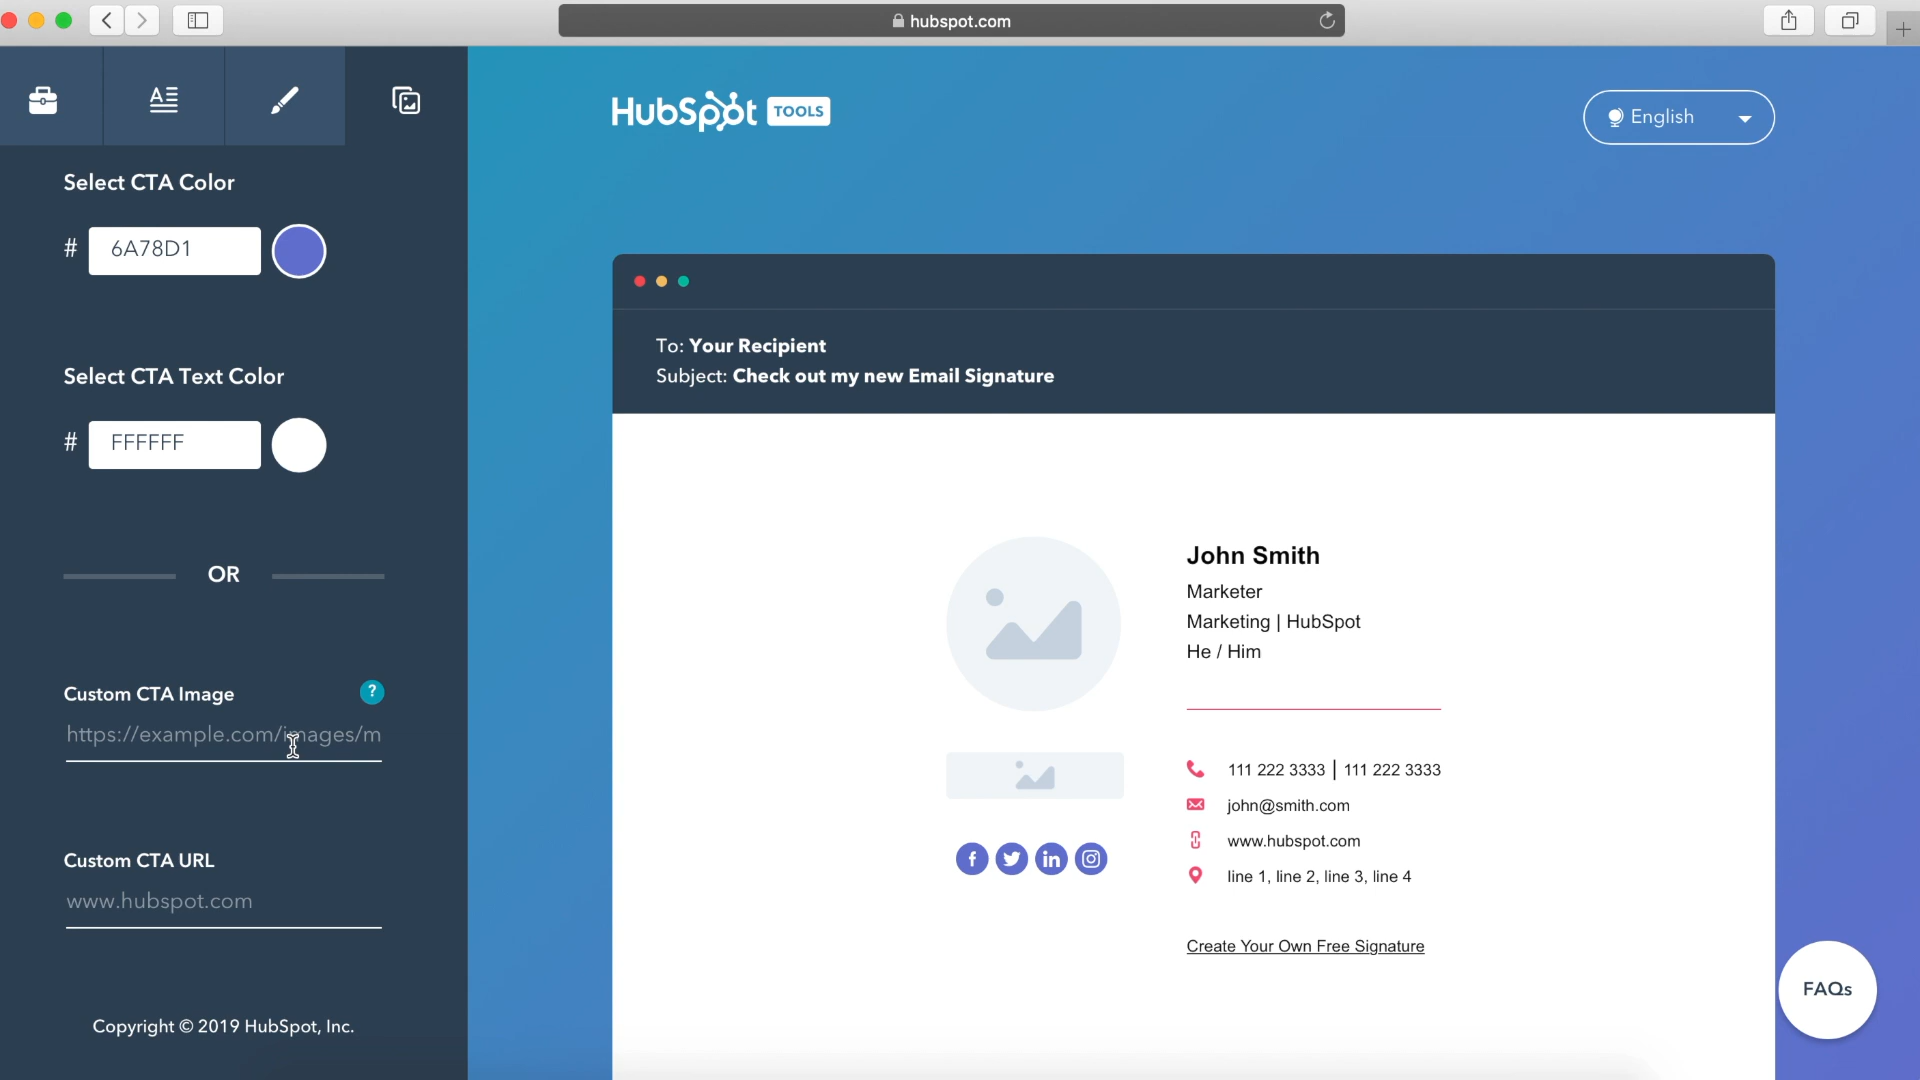 hubspot.com
HubSpot TOOLS
English
Select CTA Color
# 6A78D1
Select CTA Text Color
# FFFFFF
OR
Custom CTA Image ?
https://example.com/images/m
Custom CTA URL
www.hubspot.com
Copyright © 2019 HubSpot, Inc.
To: Your Recipient
Subject: Check out my new Email Signature
John Smith
Marketer
Marketing | HubSpot
He / Him
111 222 3333 | 111 222 3333
john@smith.com
www.hubspot.com
line 1, line 2, line 3, line 4
Create Your Own Free Signature
FAQs